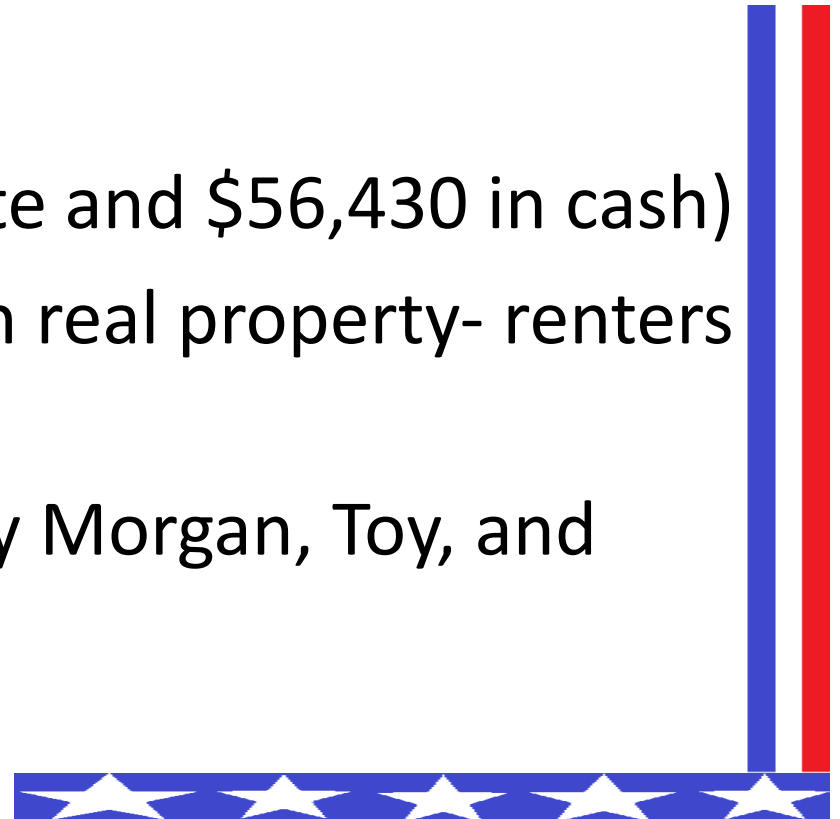 te and $56,430 in cash)
n real property- renters
y Morgan, Toy, and